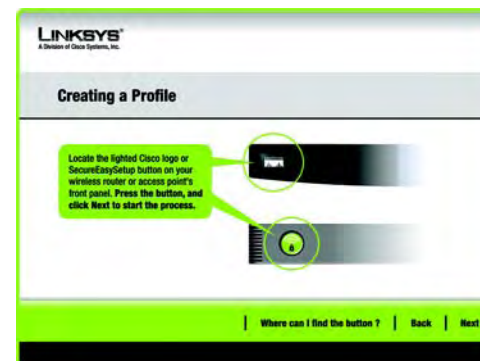 LINKSYS®
A Division of Cisco Systems, Inc.
Creating a Profile
Locate the lighted Cisco logo or
SecureEasySetup button on your
wireless router or access point's
front panel. Press the button, and
click Next to start the process.
Where can I find the button ? | Back | Next